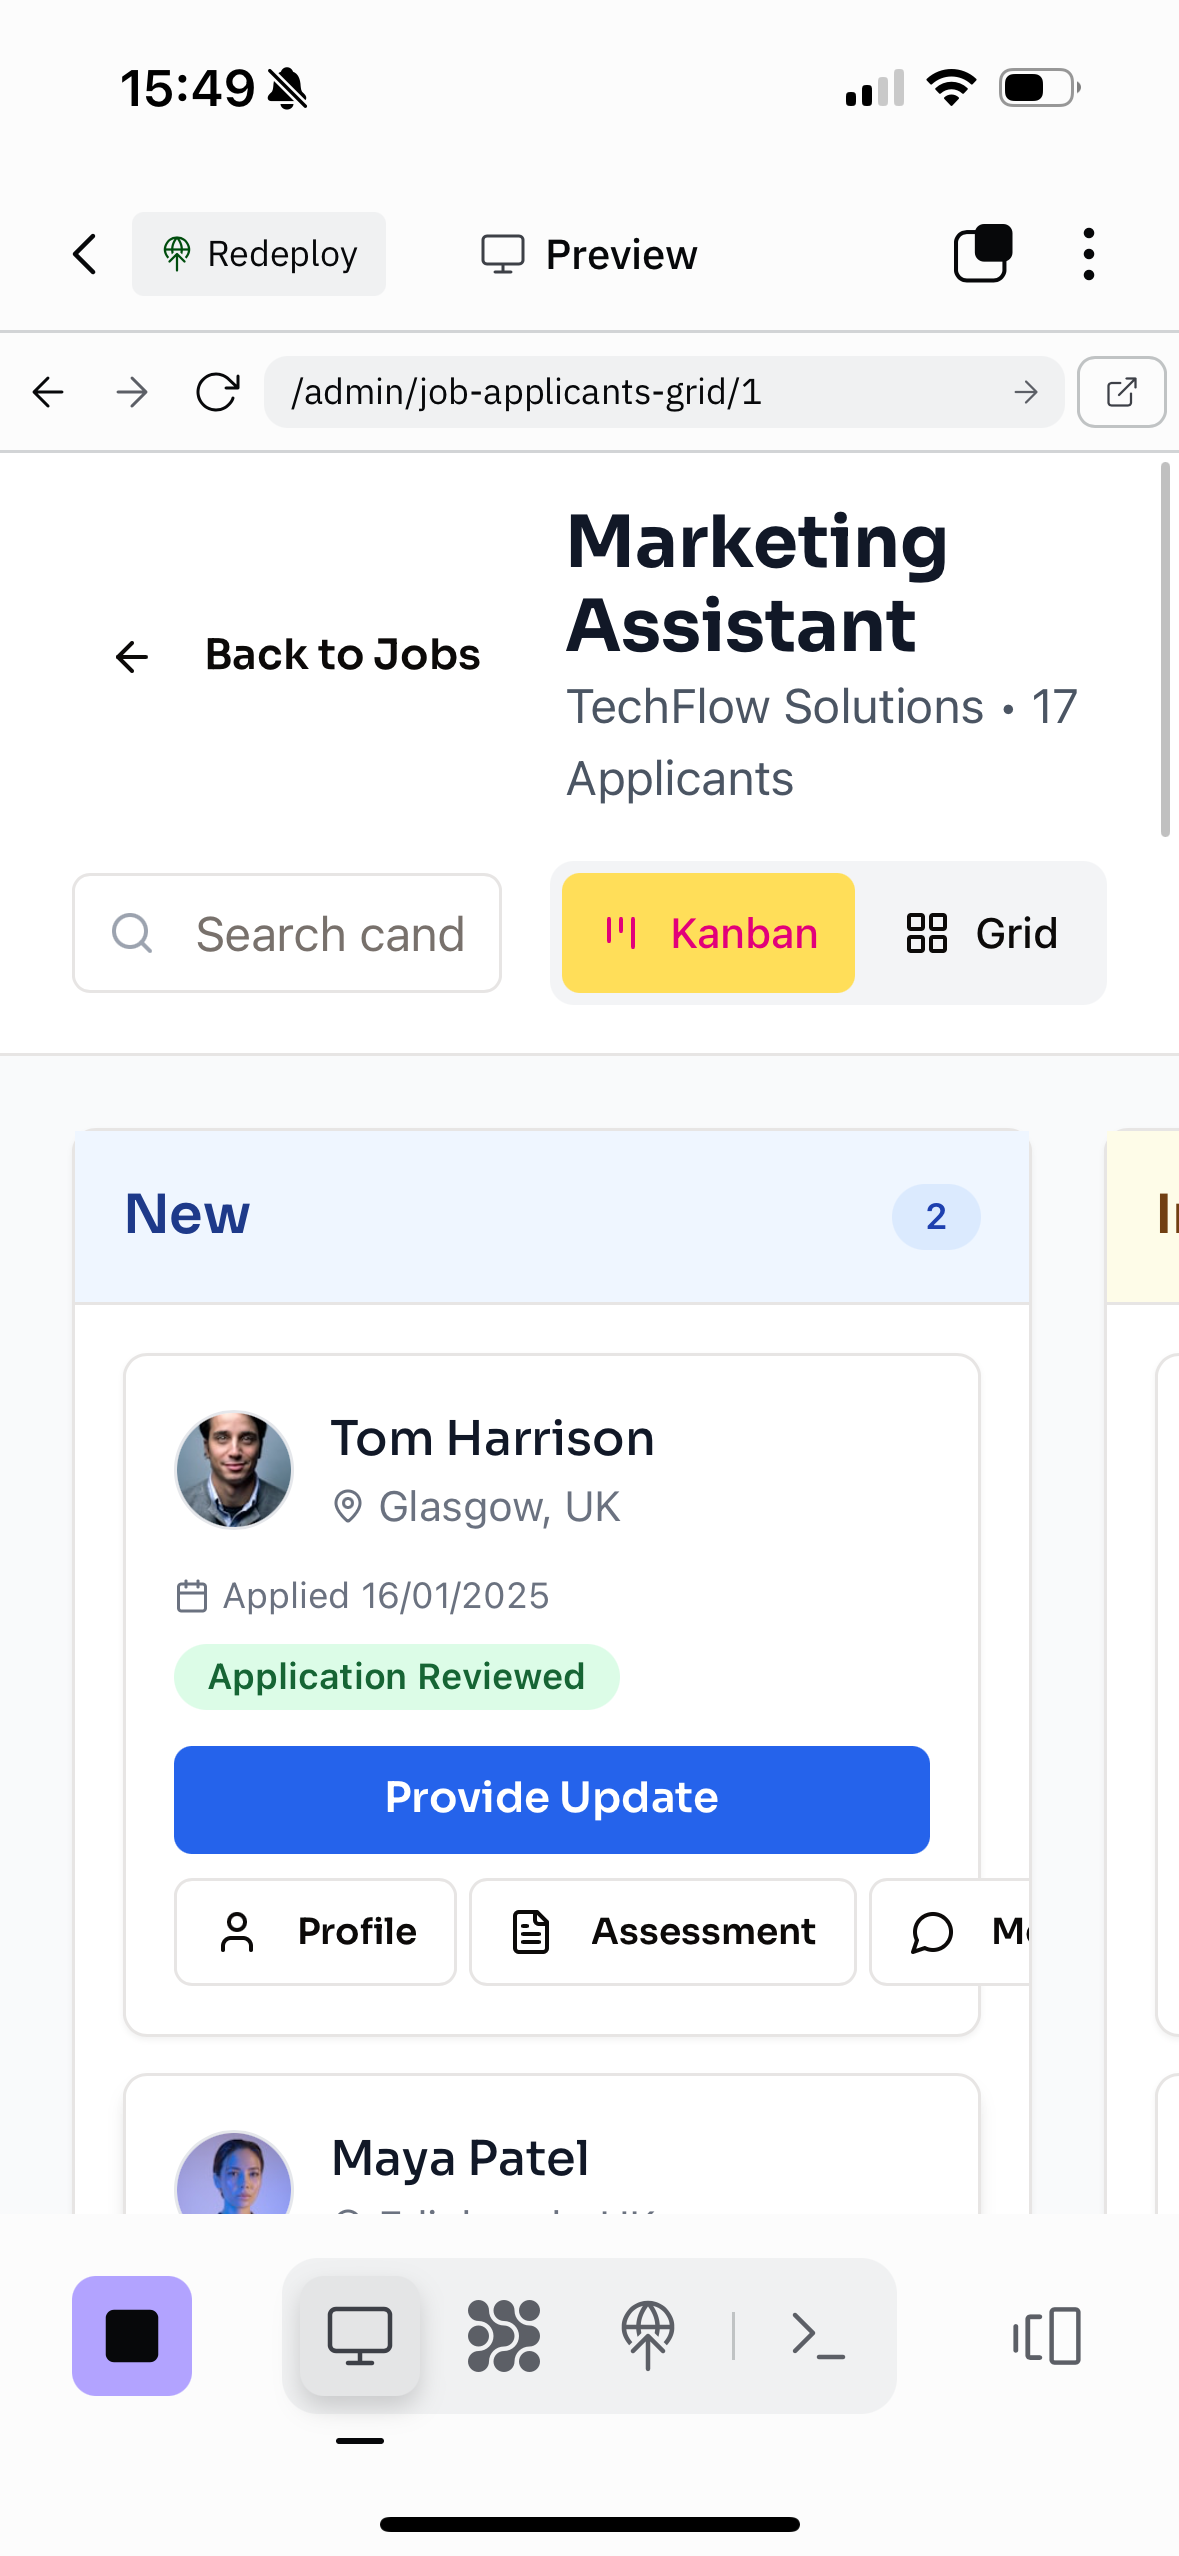 15:49
Redeploy
Preview
/admin/job-applicants-grid/1
Back to Jobs
Marketing
Assistant
TechFlow Solutions • 17
Applicants
Search cand
Kanban
Grid
New
2
Tom Harrison
Glasgow, UK
Applied 16/01/2025
Application Reviewed
Provide Update
Profile
Assessment
Maya Patel